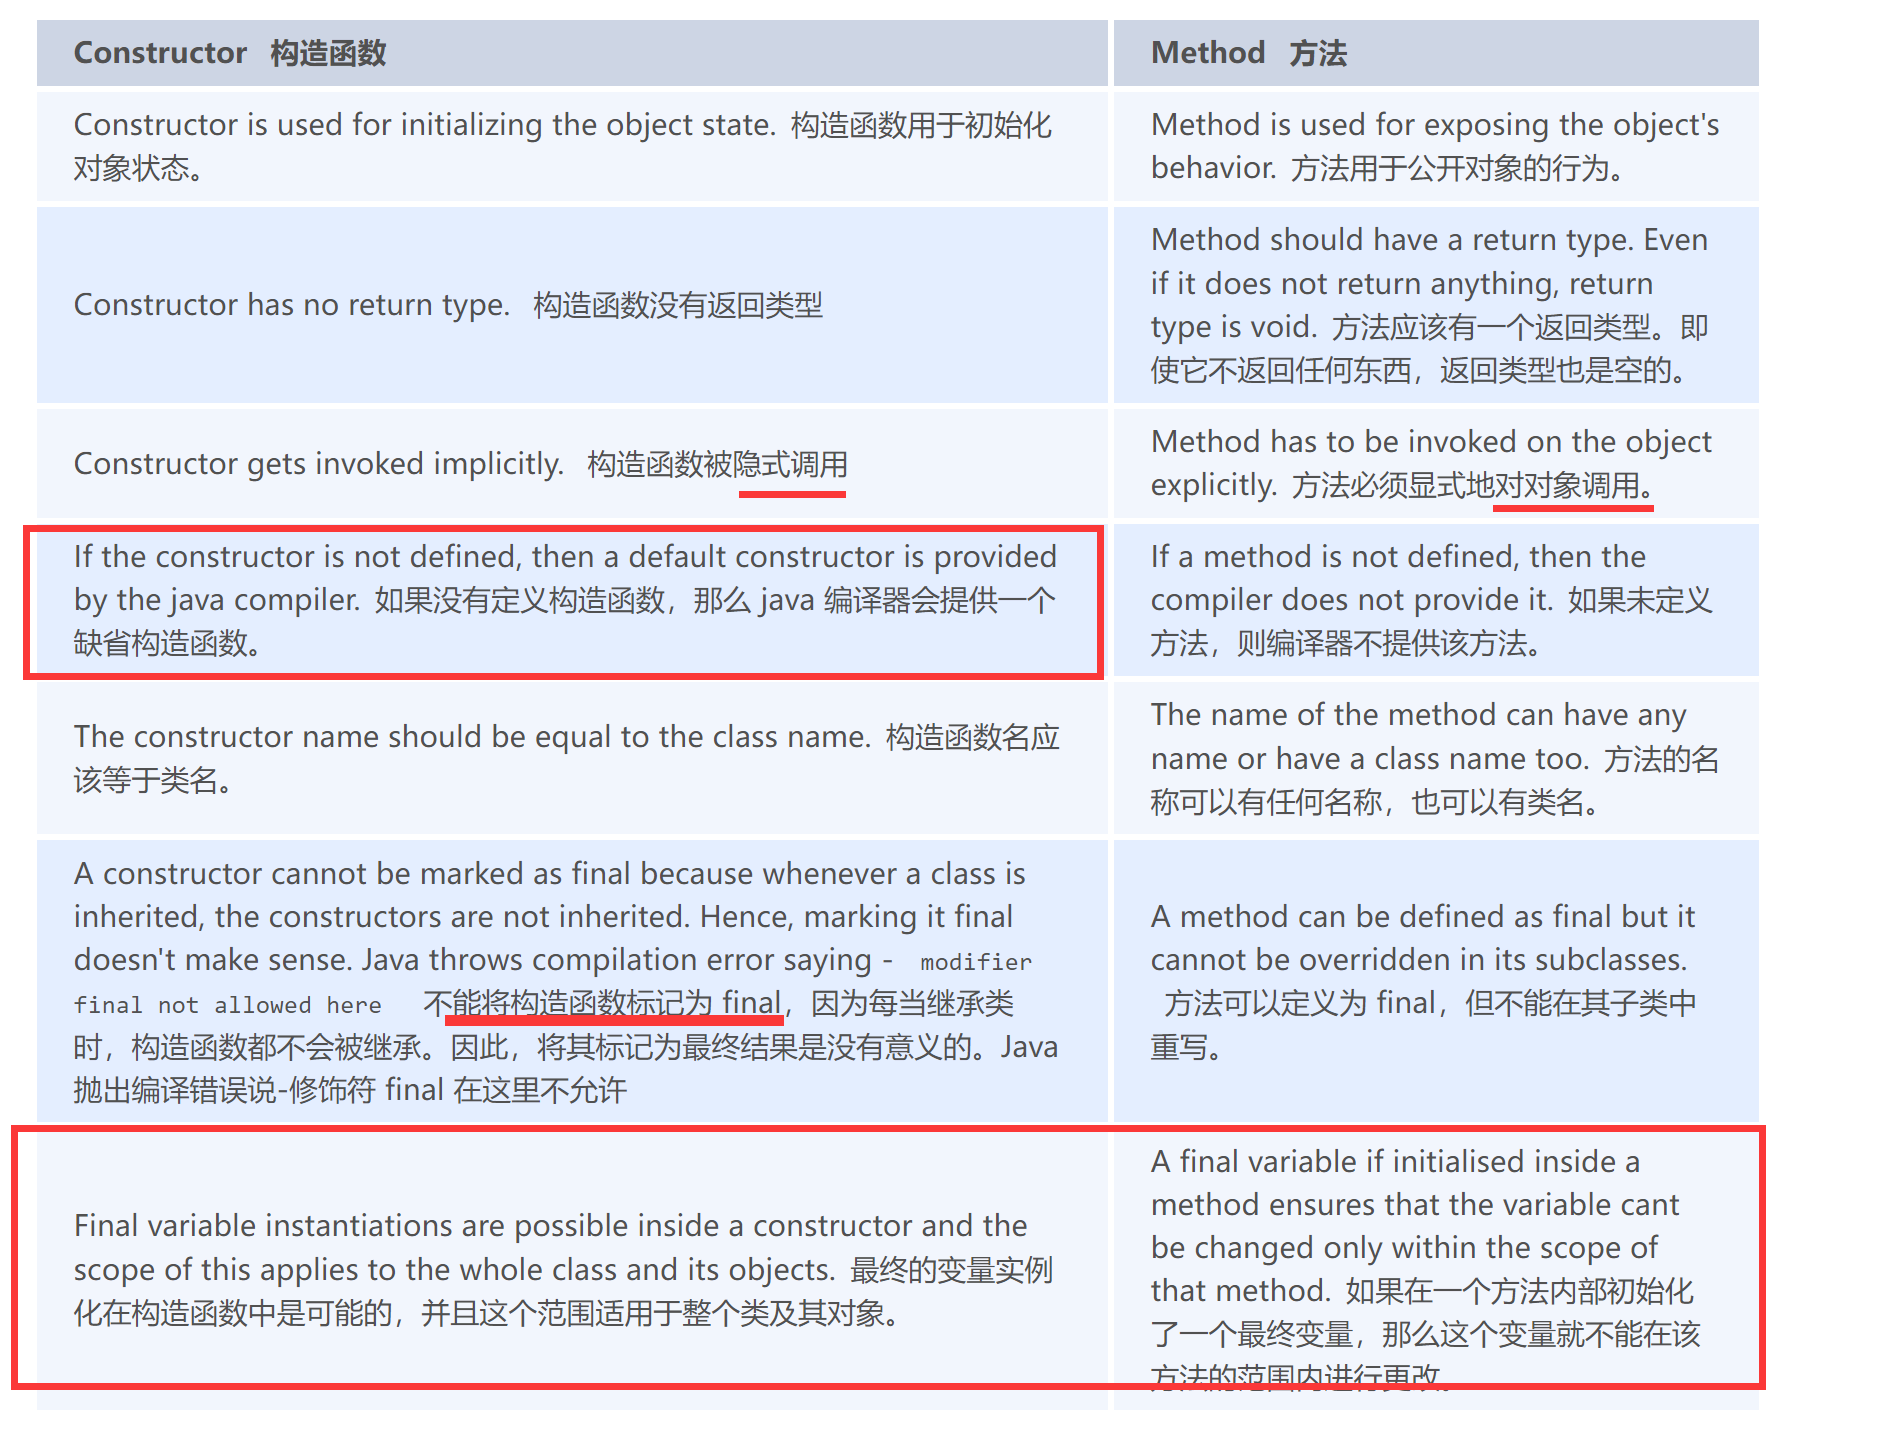 Constructor 构造函数
Method 方法
Constructor is used for initializing the object state. 构造函数用于初始化
对象状态。
Method is used for exposing the object's
behavior. 方法用于公开对象的行为。
Constructor has no return type. 构造函数没有返回类型
Method should have a return type. Even
if it does not return anything, return
type is void. 方法应该有一个返回类型。即
使它不返回任何东西，返回类型也是空的。
Constructor gets invoked implicitly. 构造函数被隐式调用
Method has to be invoked on the object
explicitly. 方法必须显式地对对象调用。
If the constructor is not defined, then a default constructor is provided
by the java compiler. 如果没有定义构造函数，那么 java 编译器会提供一个
缺省构造函数。
If a method is not defined, then the
compiler does not provide it. 如果未定义
方法，则编译器不提供该方法。
The constructor name should be equal to the class name. 构造函数名应
该等于类名。
The name of the method can have any
name or have a class name too. 方法的名
称可以有任何名称，也可以有类名。
A constructor cannot be marked as final because whenever a class is
inherited, the constructors are not inherited. Hence, marking it final
doesn't make sense. Java throws compilation error saying - modifier
final not allowed here 不能将构造函数标记为 final，因为每当继承类
时，构造函数都不会被继承。因此，将其标记为最终结果是没有意义的。Java
抛出编译错误说-修饰符 final 在这里不允许
A method can be defined as final but it
cannot be overridden in its subclasses.
方法可以定义为 final，但不能在其子类中
重写。
Final variable instantiations are possible inside a constructor and the
scope of this applies to the whole class and its objects. 最终的变量实例
化在构造函数中是可能的，并且这个范围适用于整个类及其对象。
A final variable if initialised inside a
method ensures that the variable cant
be changed only within the scope of
that method. 如果在一个方法内部初始化
了一个最终变量，那么这个变量就不能在该
方法的范围内进行更改。